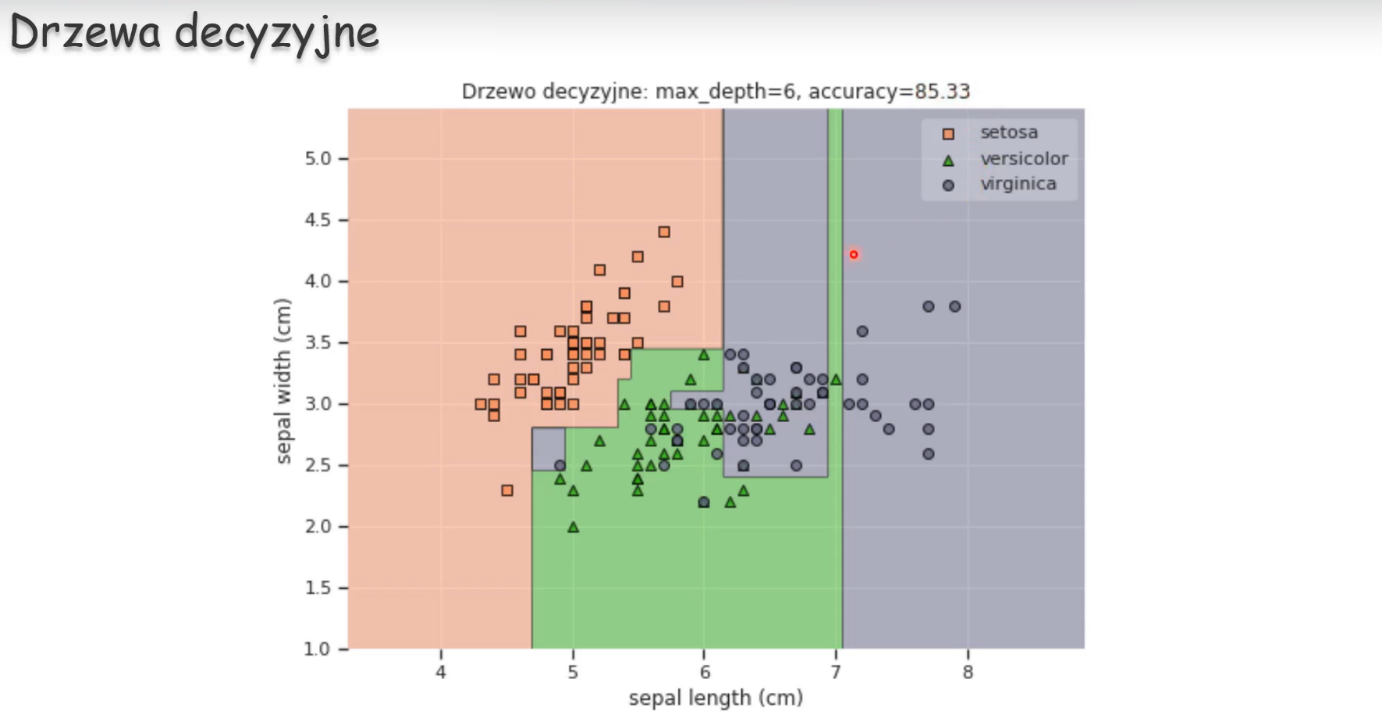 Drzewa decyzyjne
Drzewo decyzyjne: max_depth=6, accuracy=85.33
setosa
versicolor
virginica
5.0
4.5
4.0
3.5
3.0
2.5
2.0
1.5
1.0
sepal width (cm)
4 5 6 7 8
sepal length (cm)